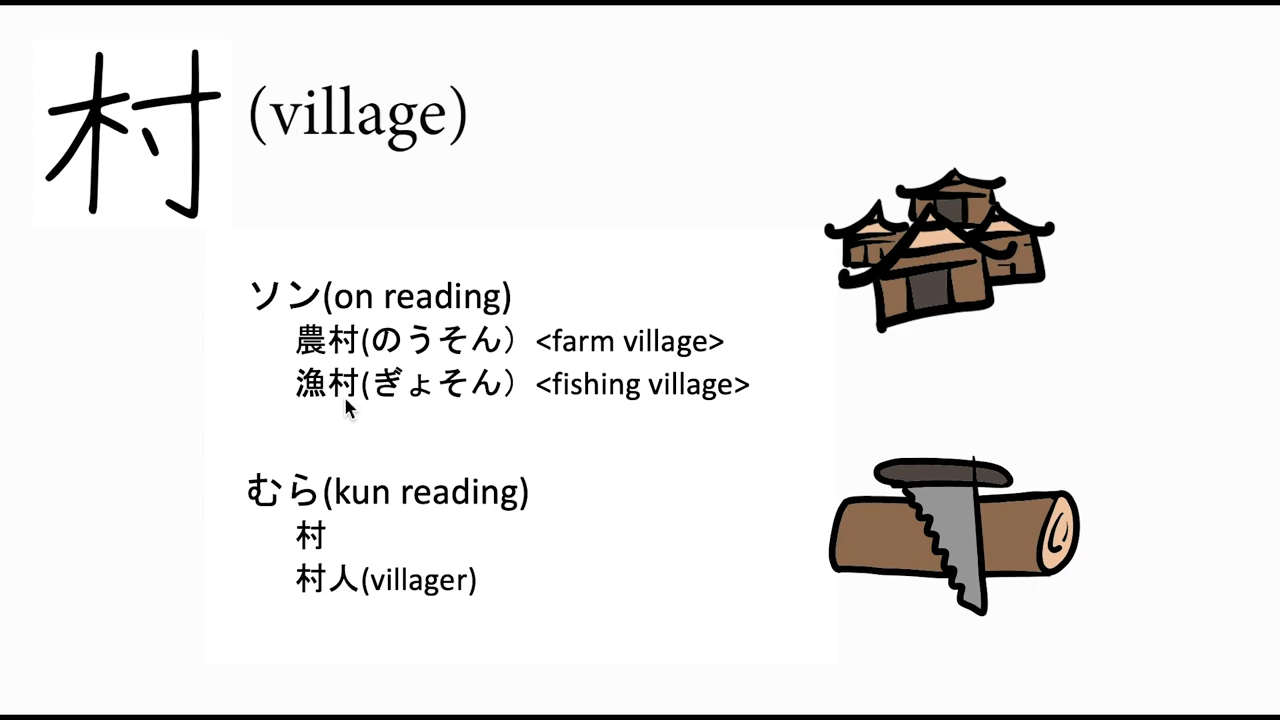 村 (village)
ソン(on reading)
農村(のうそん）<farm village>
漁村(ぎょそん）<fishing village>
むら(kun reading)
村
村人(villager)